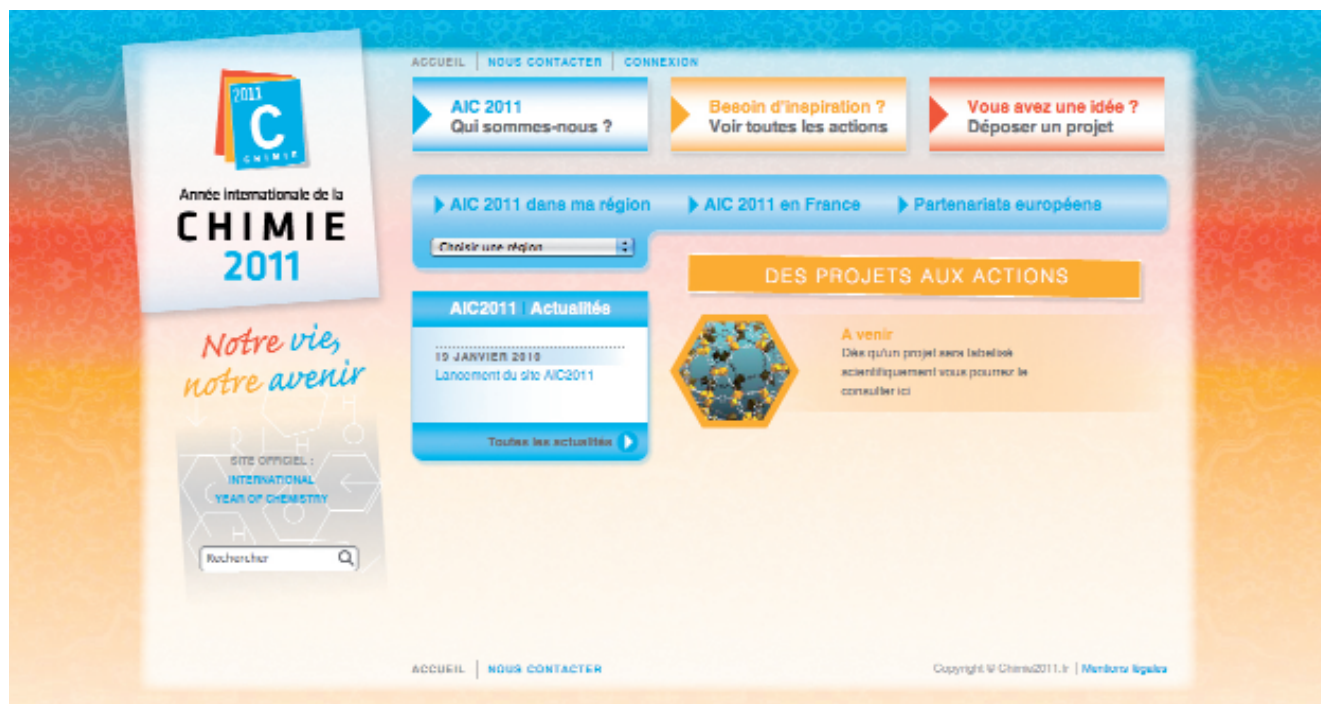 ACCUEIL | NOUS CONTACTER | CONNEXION
2011
C
CHIMIE
Année internationale de la
CHIMIE
2011
AIC 2011
Qui sommes-nous ?
Besoin d'inspiration ?
Voir toutes les actions
Vous avez une idée ?
Déposer un projet
AIC 2011 dans ma région
AIC 2011 en France
Partenariats européens
Choisir une région
DES PROJETS AUX ACTIONS
AIC2011 | Actualités
19 JANVIER 2010
Lancement du site AIC2011
Toutes les actualités
A venir
Dès qu'un projet sera labelisé
scientifiquement vous pourrez le
consulter ici
Notre vie,
notre avenir
SITE OFFICIEL :
INTERNATIONAL
YEAR OF CHEMISTRY
Rechercher
ACCUEIL | NOUS CONTACTER
Copyright © Chimie2011.fr | Mentions légales